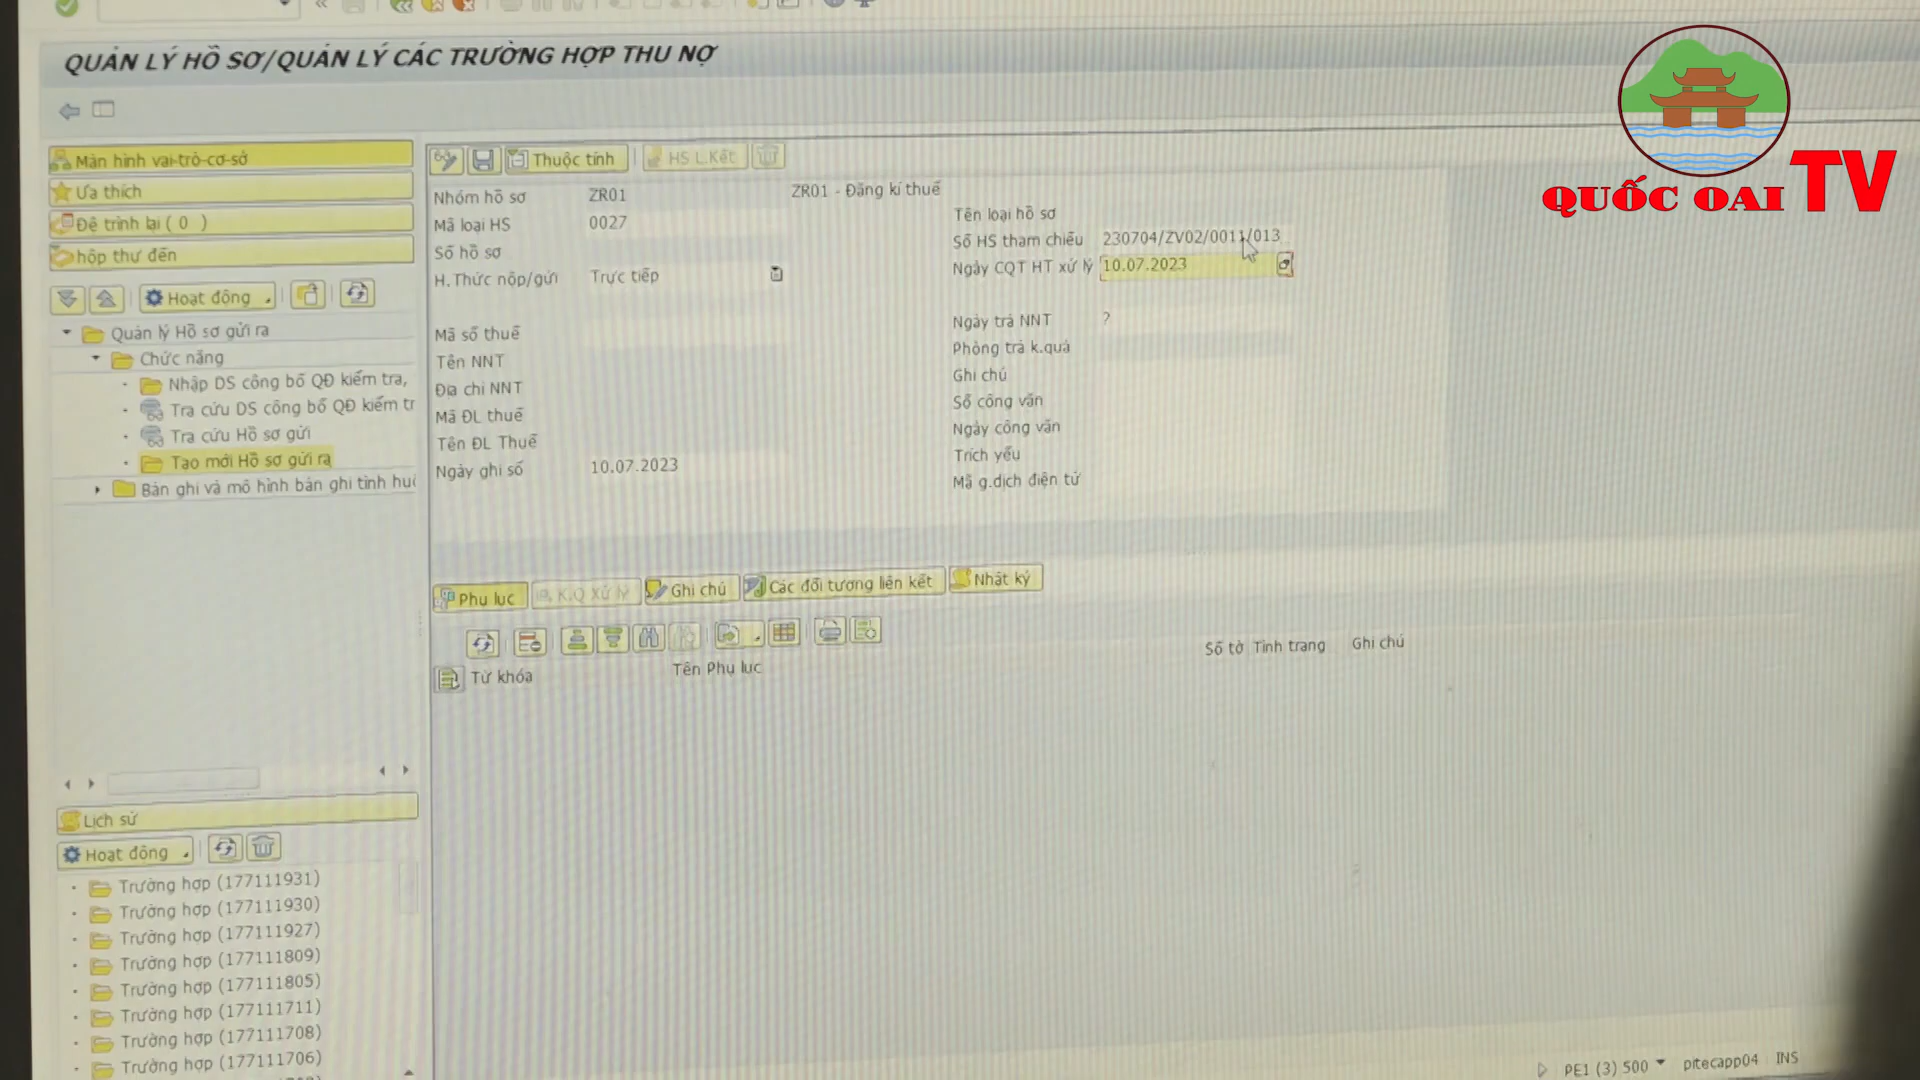 QUẢN LÝ HỒ SƠ/QUẢN LÝ CÁC TRƯỜNG HỢP THU NỢ
QUỐC OAI TV
Màn hình vai-trò-cơ-sở
Ưa thích
Đệ trình lại ( 0 )
hộp thư đến
Hoạt động
Quản lý Hồ sơ gửi ra
Chức năng
Nhập DS công bố QĐ kiểm tra,
Tra cứu DS công bố QĐ kiểm tr
Tra cứu Hồ sơ gửi
Tạo mới Hồ sơ gửi ra
Bản ghi và mô hình bản ghi tình huố
Thuộc tính
HS L.Kết
Nhóm hồ sơ ZR01 ZR01 - Đăng kí thuế
Mã loại HS 0027
Số hồ sơ
H.Thức nộp/gửi Trực tiếp
Mã số thuế
Tên NNT
Địa chỉ NNT
Mã ĐL thuế
Tên ĐL Thuế
Ngày ghi sổ 10.07.2023
Tên loại hồ sơ
Số HS tham chiếu 230704/ZV02/0011/013
Ngày CQT HT xử lý 10.07.2023
Ngày trả NNT ?
Phòng trả k.quả
Ghi chú
Số công văn
Ngày công văn
Trích yếu
Mã g.dịch điện tử
Phụ lục
K.Q Xử lý
Ghi chú
Các đối tượng liên kết
Nhật ký
Từ khóa Tên Phụ lục Số tờ Tình trạng Ghi chú
Lịch sử
Hoạt động
Trường hợp (177111931)
Trường hợp (177111930)
Trường hợp (177111927)
Trường hợp (177111809)
Trường hợp (177111805)
Trường hợp (177111711)
Trường hợp (177111708)
Trường hợp (177111706)
PE1 (3) 500 pitecapp04 INS